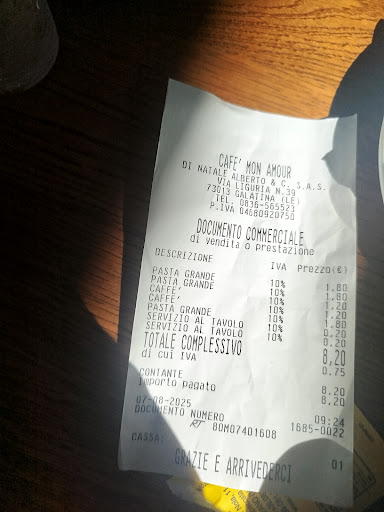 CAFE' MON AMOUR
DI NATALE ALBERTO & C. S.A.S.
VIA LIGURIA N.39
73013 GALATINA (LE)
TEL. 0836-565523
P.IVA 04680920750
DOCUMENTO COMMERCIALE
di vendita o prestazione
DESCRIZIONE IVA Prezzo(€)
PASTA GRANDE 10% 1.80
PASTA GRANDE 10% 1.80
CAFFE' 10% 1.20
CAFFE' 10% 1.20
PASTA GRANDE 10% 1.80
SERVIZIO AL TAVOLO 10% 0.20
SERVIZIO AL TAVOLO 10% 0.20
TOTALE COMPLESSIVO 8,20
di cui IVA 0.75
CONTANTE 8.20
Importo pagato 8.20
07-08-2025 09:24
DOCUMENTO NUMERO 1685-0022
RT 80M07401608
CASSA: 01
GRAZIE E ARRIVEDERCI